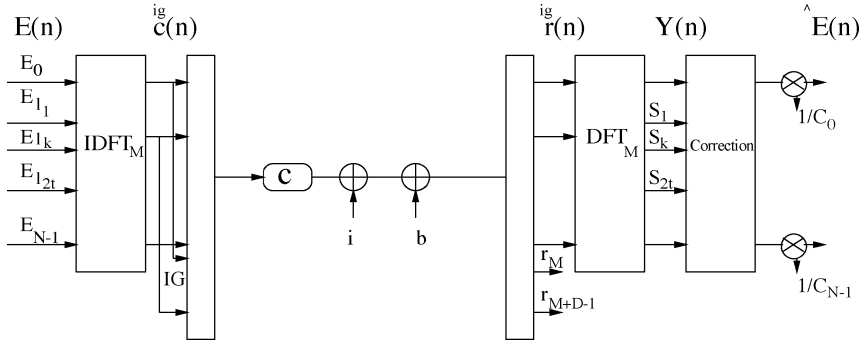 E(n) ig c(n) ig r(n) Y(n) ^E(n)
E0
E11
E1k
E12t
EN-1
IDFTM
IG
c
i
b
rM
rM+D-1
DFTM
S1
Sk
S2t
Correction
1/C0
1/CN-1